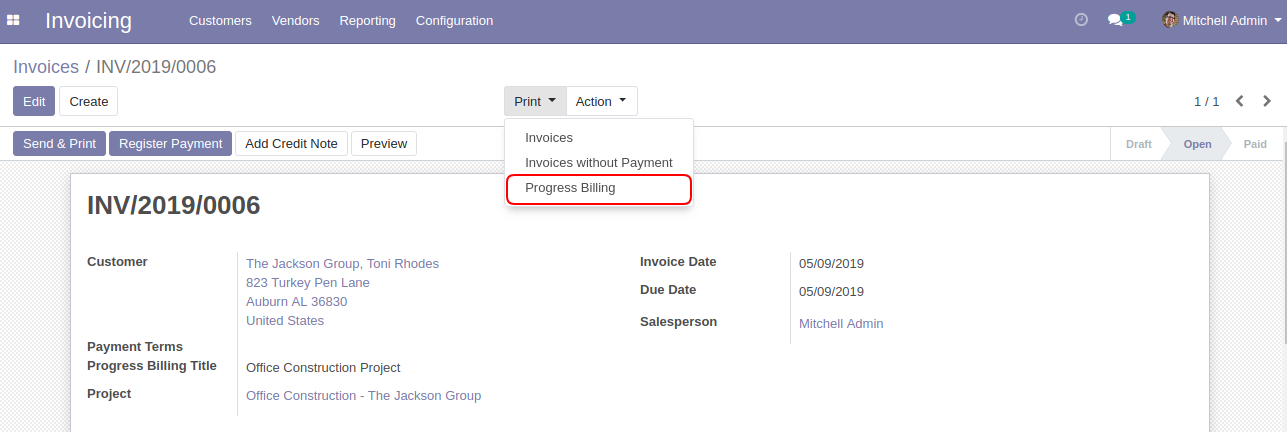 Invoicing Customers Vendors Reporting Configuration 1 Mitchell Admin
Invoices / INV/2019/0006
Edit Create Print Action 1 / 1
Invoices
Invoices without Payment
Progress Billing
Send & Print Register Payment Add Credit Note Preview Draft Open Paid
INV/2019/0006
Customer The Jackson Group, Toni Rhodes
823 Turkey Pen Lane
Auburn AL 36830
United States
Payment Terms
Progress Billing Title Office Construction Project
Project Office Construction - The Jackson Group
Invoice Date 05/09/2019
Due Date 05/09/2019
Salesperson Mitchell Admin